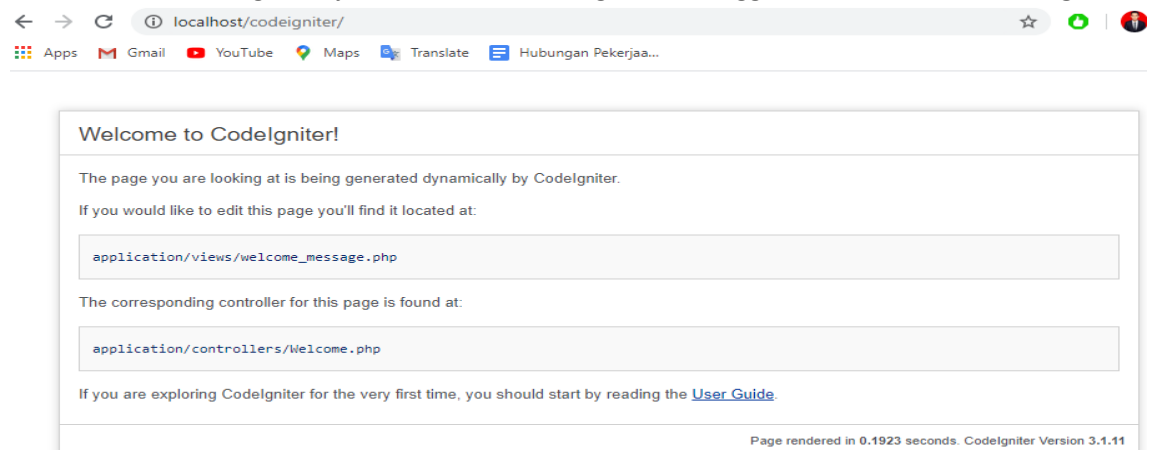 localhost/codeigniter/
Apps Gmail YouTube Maps Translate Hubungan Pekerjaa...
Welcome to CodeIgniter!
The page you are looking at is being generated dynamically by CodeIgniter.
If you would like to edit this page you'll find it located at:
application/views/welcome_message.php
The corresponding controller for this page is found at:
application/controllers/Welcome.php
If you are exploring CodeIgniter for the very first time, you should start by reading the User Guide.
Page rendered in 0.1923 seconds. CodeIgniter Version 3.1.11